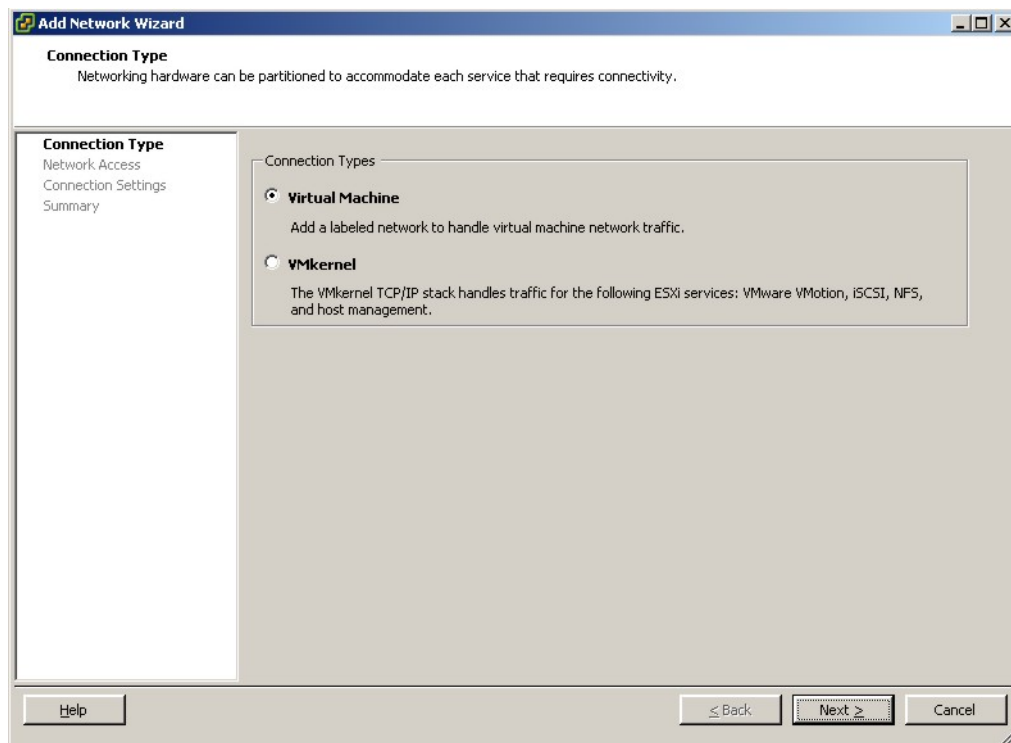 Add Network Wizard
Connection Type
Networking hardware can be partitioned to accommodate each service that requires connectivity.
Connection Type
Network Access
Connection Settings
Summary
Connection Types
Virtual Machine
Add a labeled network to handle virtual machine network traffic.
VMkernel
The VMkernel TCP/IP stack handles traffic for the following ESXi services: VMware VMotion, iSCSI, NFS,
and host management.
Help
< Back
Next >
Cancel